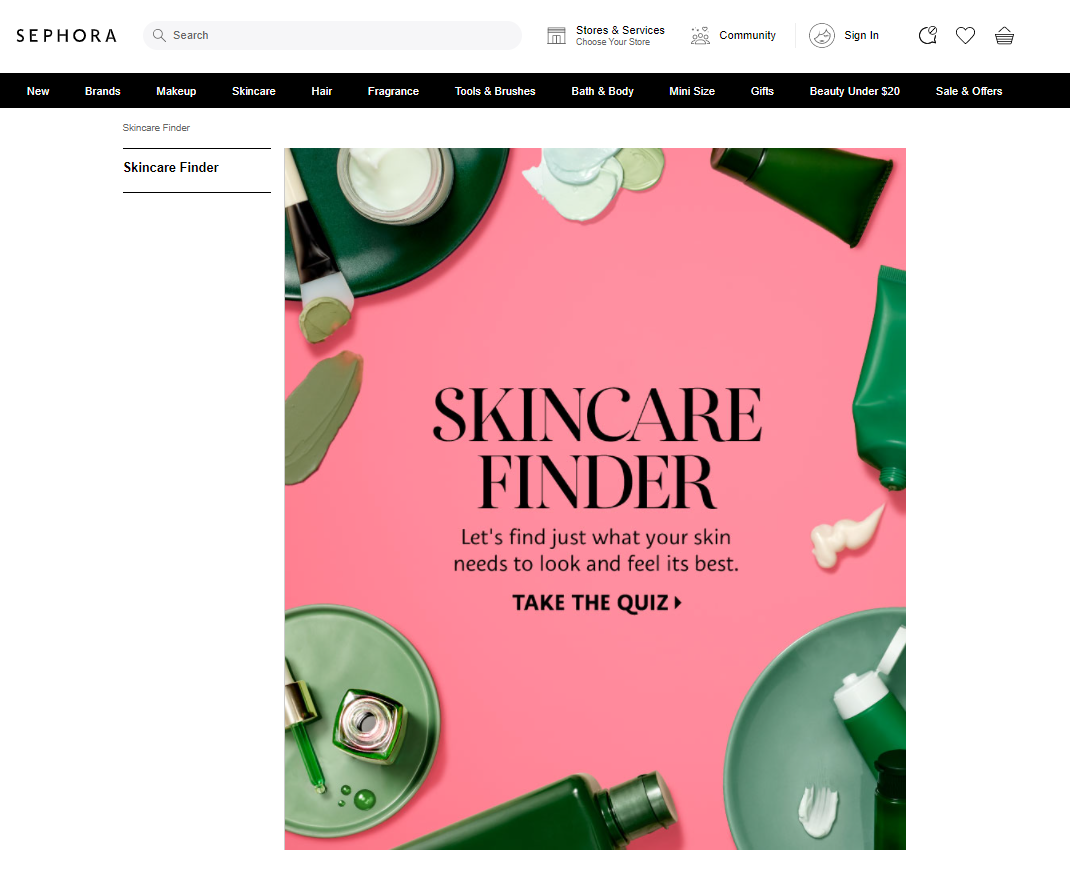 SEPHORA
Search
Stores & Services
Choose Your Store
Community
Sign In
New
Brands
Makeup
Skincare
Hair
Fragrance
Tools & Brushes
Bath & Body
Mini Size
Gifts
Beauty Under $20
Sale & Offers
Skincare Finder
Skincare Finder
SKINCARE
FINDER
Let's find just what your skin
needs to look and feel its best.
TAKE THE QUIZ